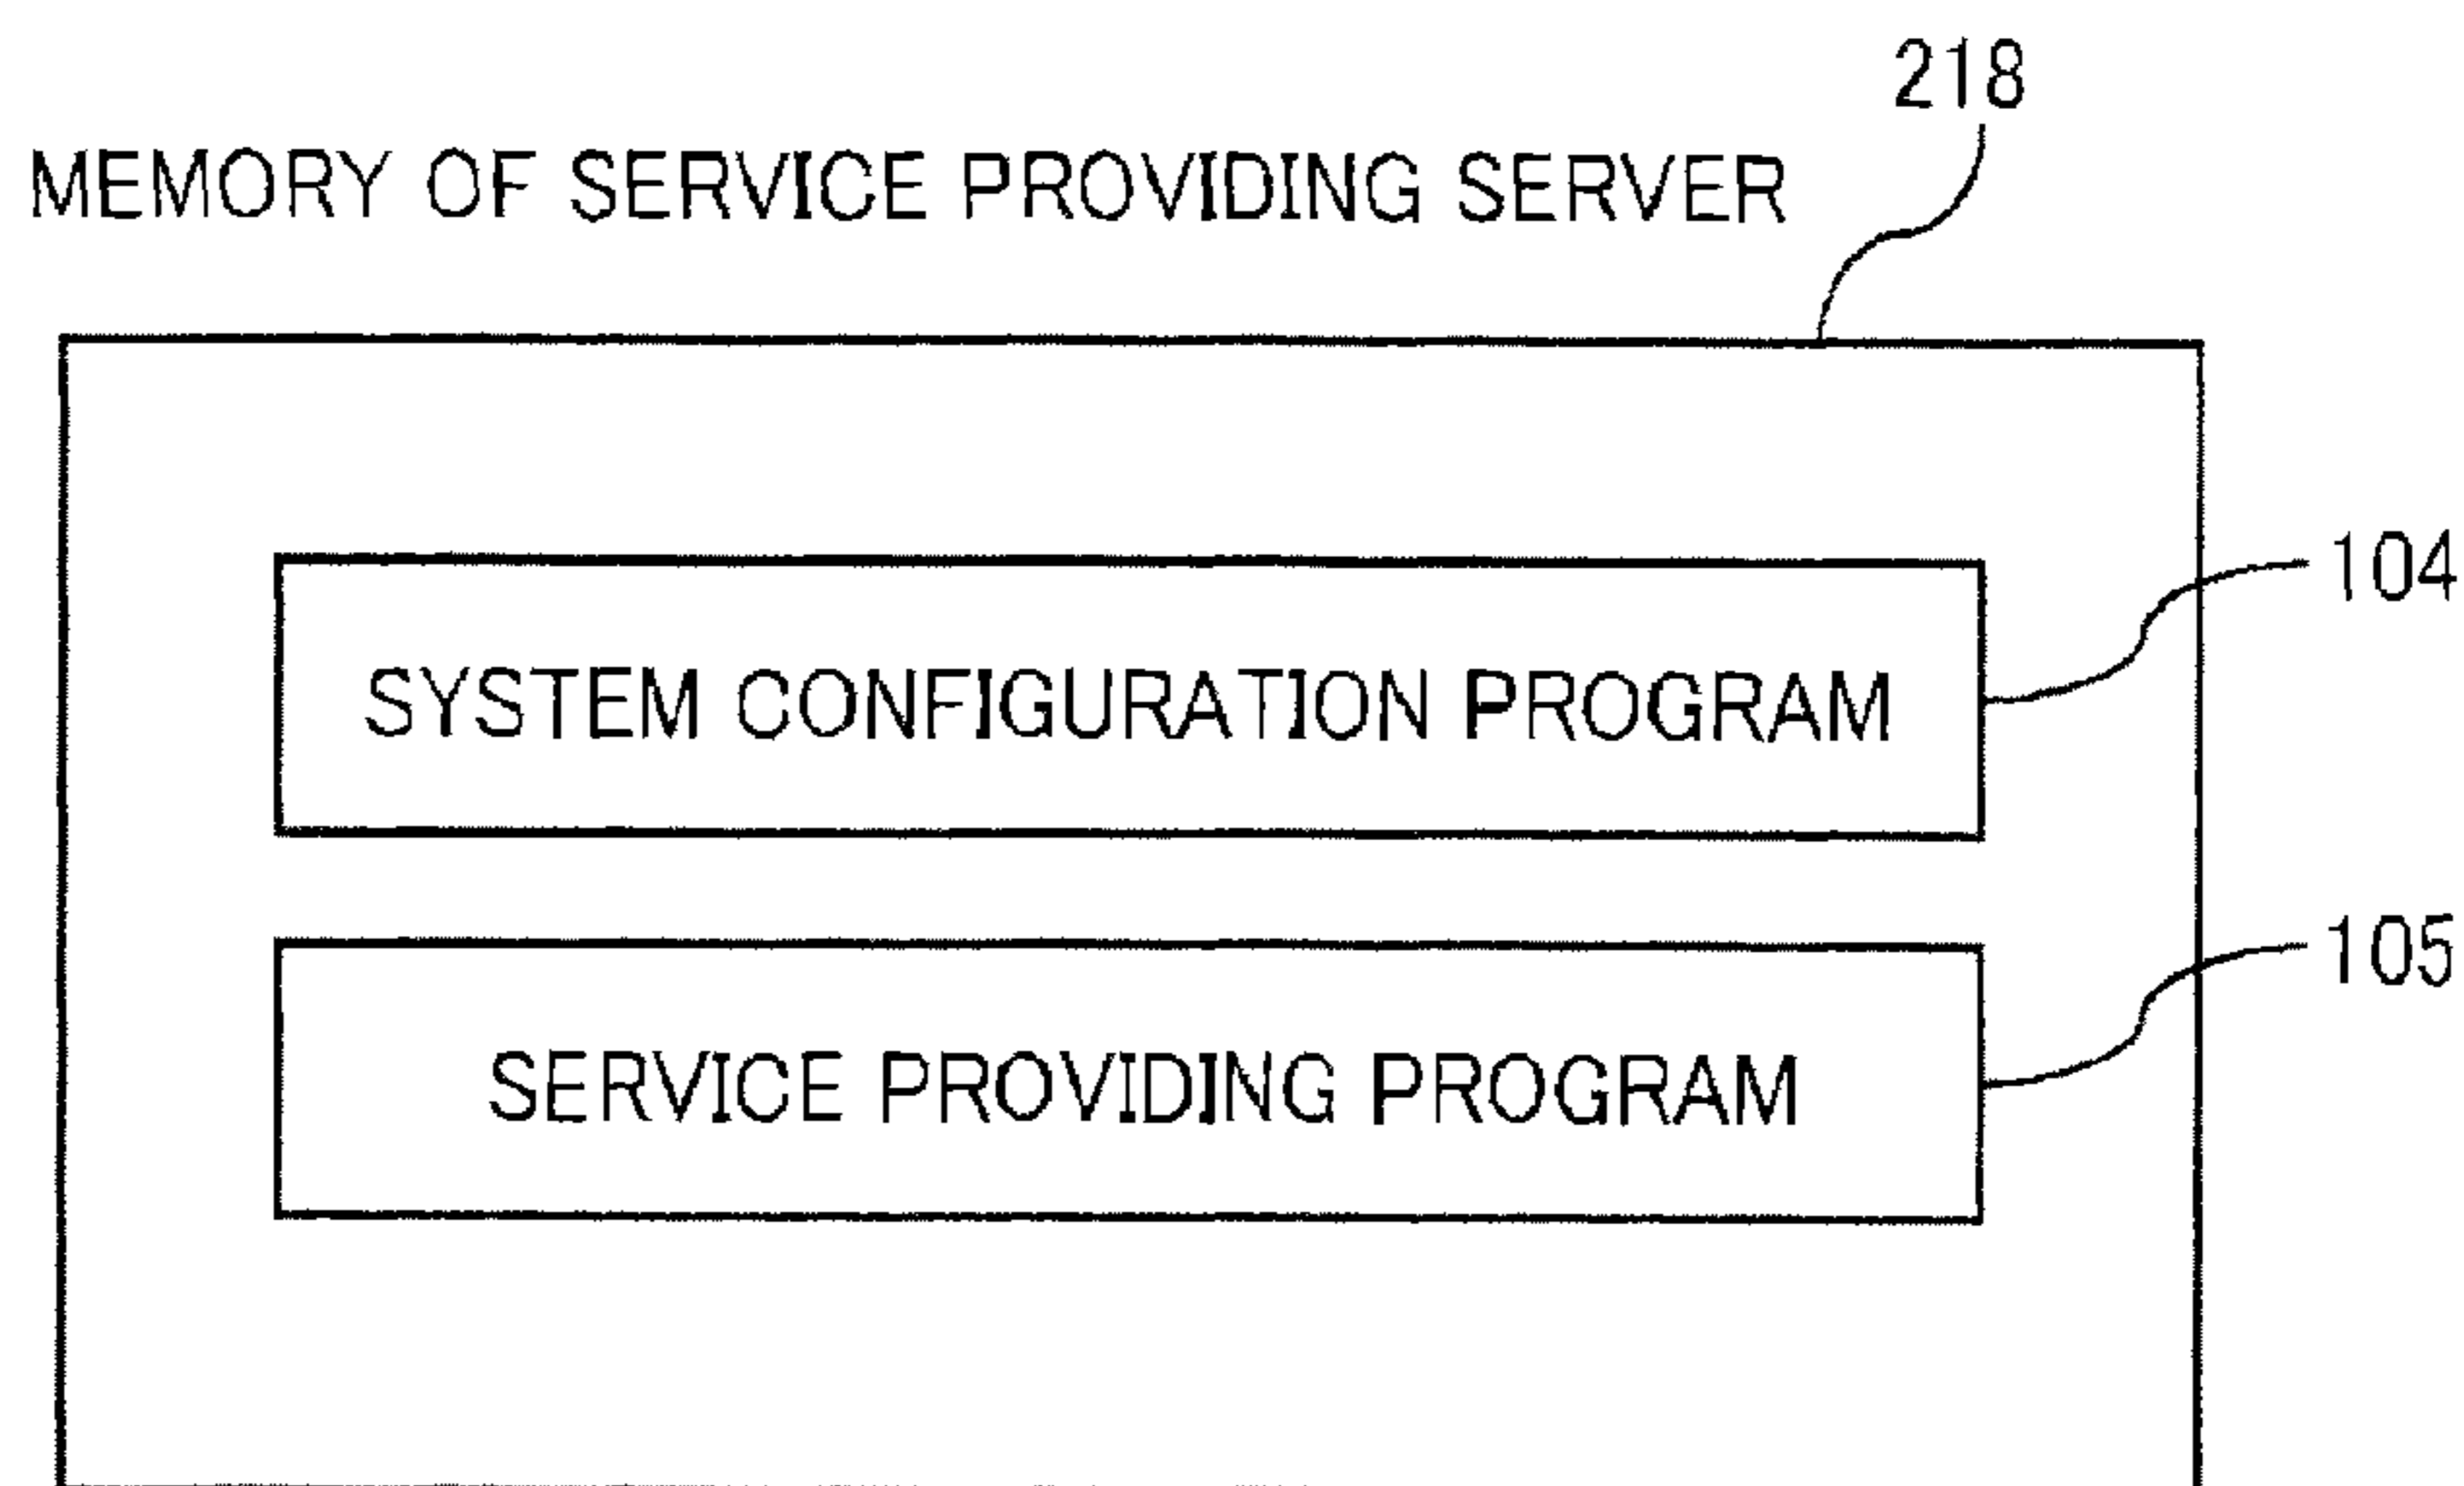 218
MEMORY OF SERVICE PROVIDING SERVER
104
SYSTEM CONFIGURATION PROGRAM
105
SERVICE PROVIDING PROGRAM